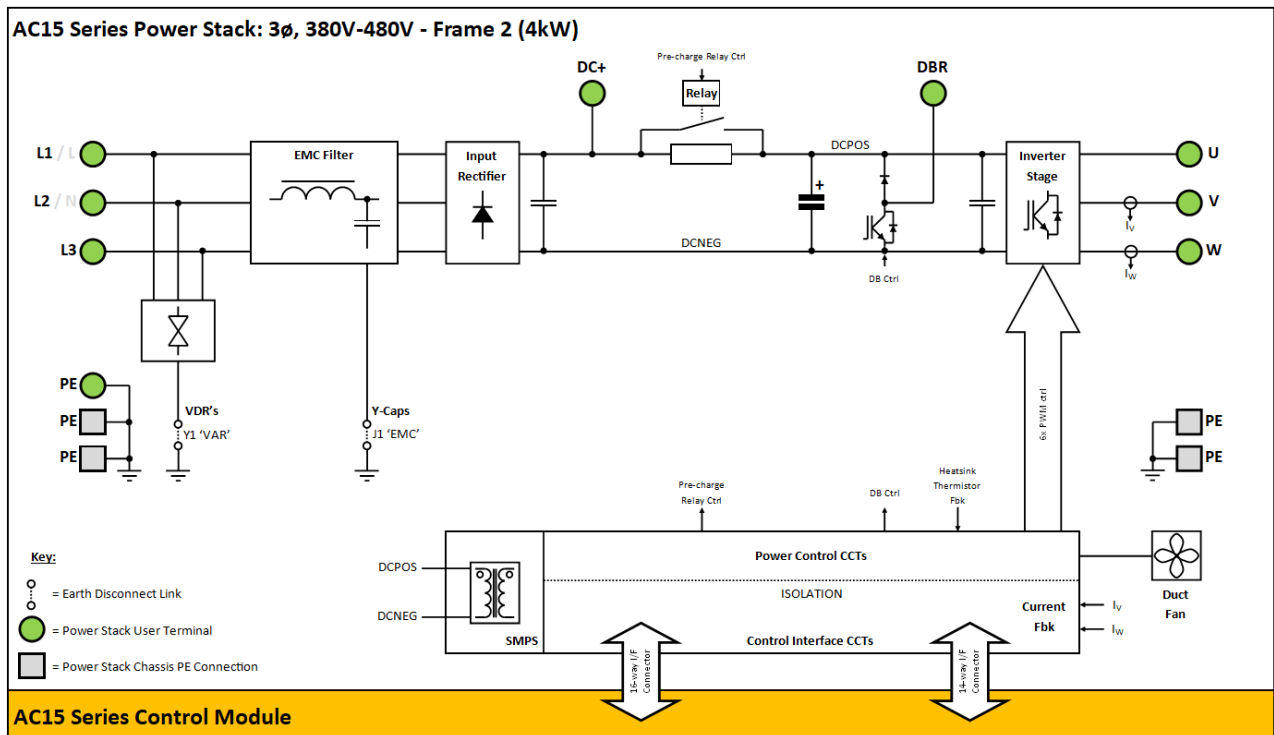 AC15 Series Power Stack: 3ø, 380V-480V - Frame 2 (4kW)
Pre-charge Relay Ctrl
DC+
DBR
Relay
L1 / L
EMC Filter
Input
Rectifier
DCPOS
Inverter
Stage
U
L2 / N
+
V
IV
L3
DCNEG
W
IW
DB Ctrl
PE
VDR's
Y-Caps
PE
Y1 'VAR'
J1 'EMC'
6x PWM ctrl
PE
PE
PE
Pre-charge
Relay Ctrl
DB Ctrl
Heatsink
Thermistor
Fbk
Key:
= Earth Disconnect Link
= Power Stack User Terminal
= Power Stack Chassis PE Connection
DCPOS
DCNEG
SMPS
Power Control CCTs
ISOLATION
Control Interface CCTs
Current
Fbk
IV
IW
Duct
Fan
16-way I/F
Connector
14-way I/F
Connector
AC15 Series Control Module